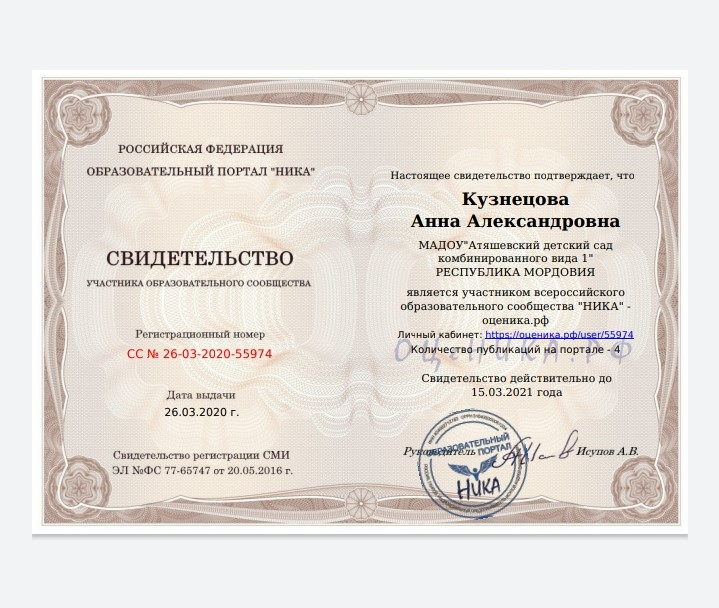 РОССИЙСКАЯ ФЕДЕРАЦИЯ
ОБРАЗОВАТЕЛЬНЫЙ ПОРТАЛ "НИКА"
СВИДЕТЕЛЬСТВО
УЧАСТНИКА ОБРАЗОВАТЕЛЬНОГО СООБЩЕСТВА
Регистрационный номер
СС № 26-03-2020-55974
Дата выдачи
26.03.2020 г.
Свидетельство регистрации СМИ
ЭЛ №ФС 77-65747 от 20.05.2016 г.
Настоящее свидетельство подтверждает, что
Кузнецова
Анна Александровна
МАДОУ"Атяшевский детский сад
комбинированного вида 1"
РЕСПУБЛИКА МОРДОВИЯ
является участником всероссийского
образовательного сообщества "НИКА" -
оценика.рф
Личный кабинет: https://оценика.рф/user/55974
ОЦЕНИКА.РФ
Количество публикаций на портале - 4
Свидетельство действительно до
15.03.2021 года
Руководитель Исупов А.В.
ОБРАЗОВАТЕЛЬНЫЙ
ПОРТАЛ
НИКА